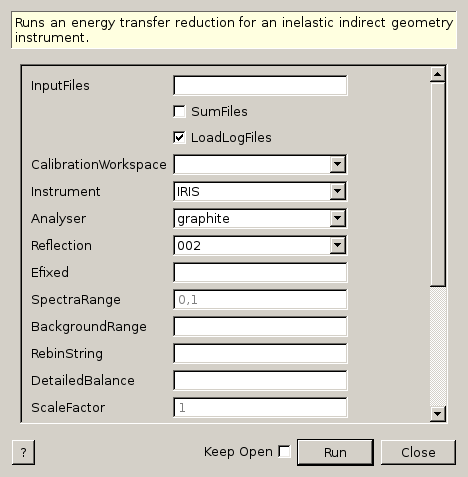 Runs an energy transfer reduction for an inelastic indirect geometry
instrument.
InputFiles
SumFiles
LoadLogFiles
CalibrationWorkspace
Instrument IRIS
Analyser graphite
Reflection 002
Efixed
SpectraRange 0,1
BackgroundRange
RebinString
DetailedBalance
ScaleFactor 1
? Keep Open Run Close